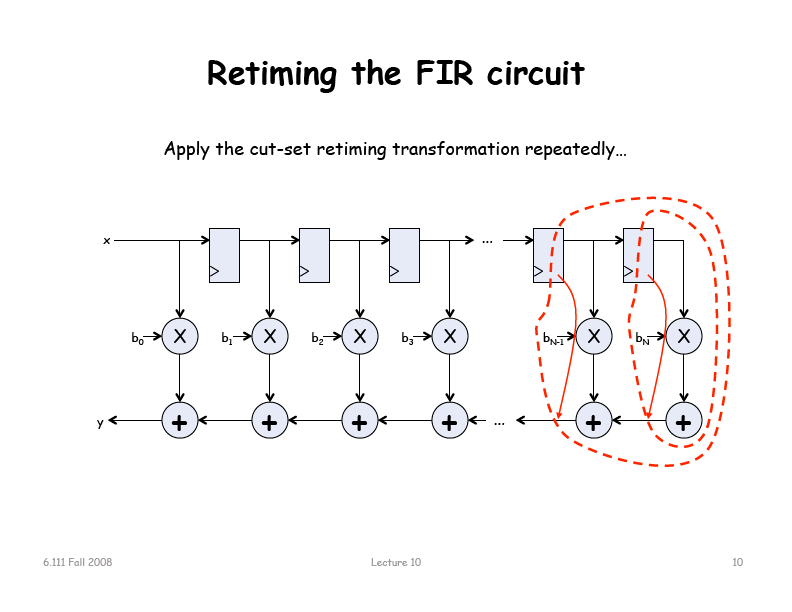 Retiming the FIR circuit
Apply the cut-set retiming transformation repeatedly…
x
…
b0 X b1 X b2 X b3 X bN-1 X bN X
y + + + + … + +
6.111 Fall 2008 Lecture 10 10